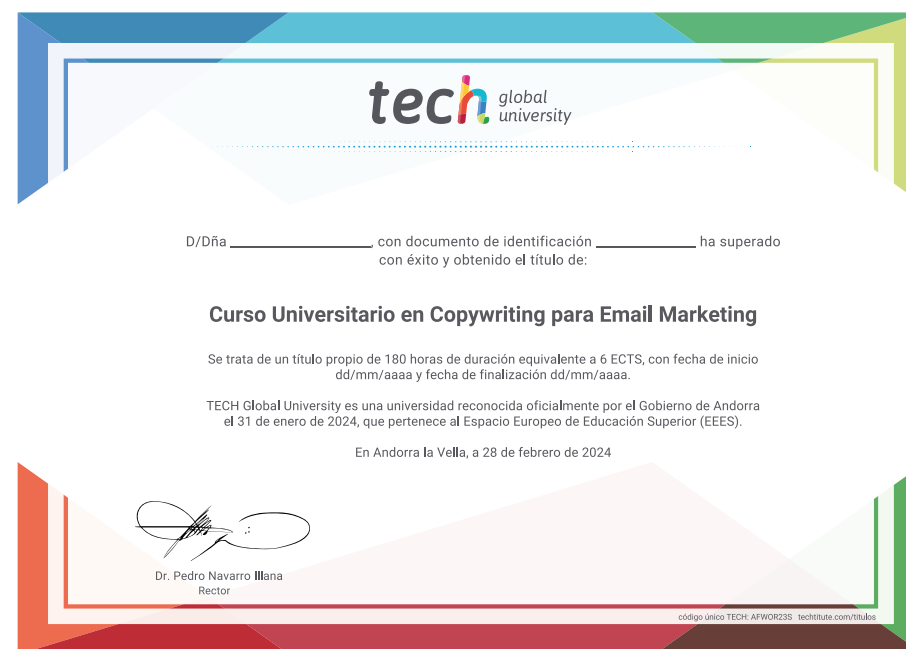 tech global university
D/Dña ____________________, con documento de identificación ______________ ha superado
con éxito y obtenido el título de:
Curso Universitario en Copywriting para Email Marketing
Se trata de un título propio de 180 horas de duración equivalente a 6 ECTS, con fecha de inicio
dd/mm/aaaa y fecha de finalización dd/mm/aaaa.
TECH Global University es una universidad reconocida oficialmente por el Gobierno de Andorra
el 31 de enero de 2024, que pertenece al Espacio Europeo de Educación Superior (EEES).
En Andorra la Vella, a 28 de febrero de 2024
Dr. Pedro Navarro Illana
Rector
código único TECH: AFWOR23S techtitute.com/titulos